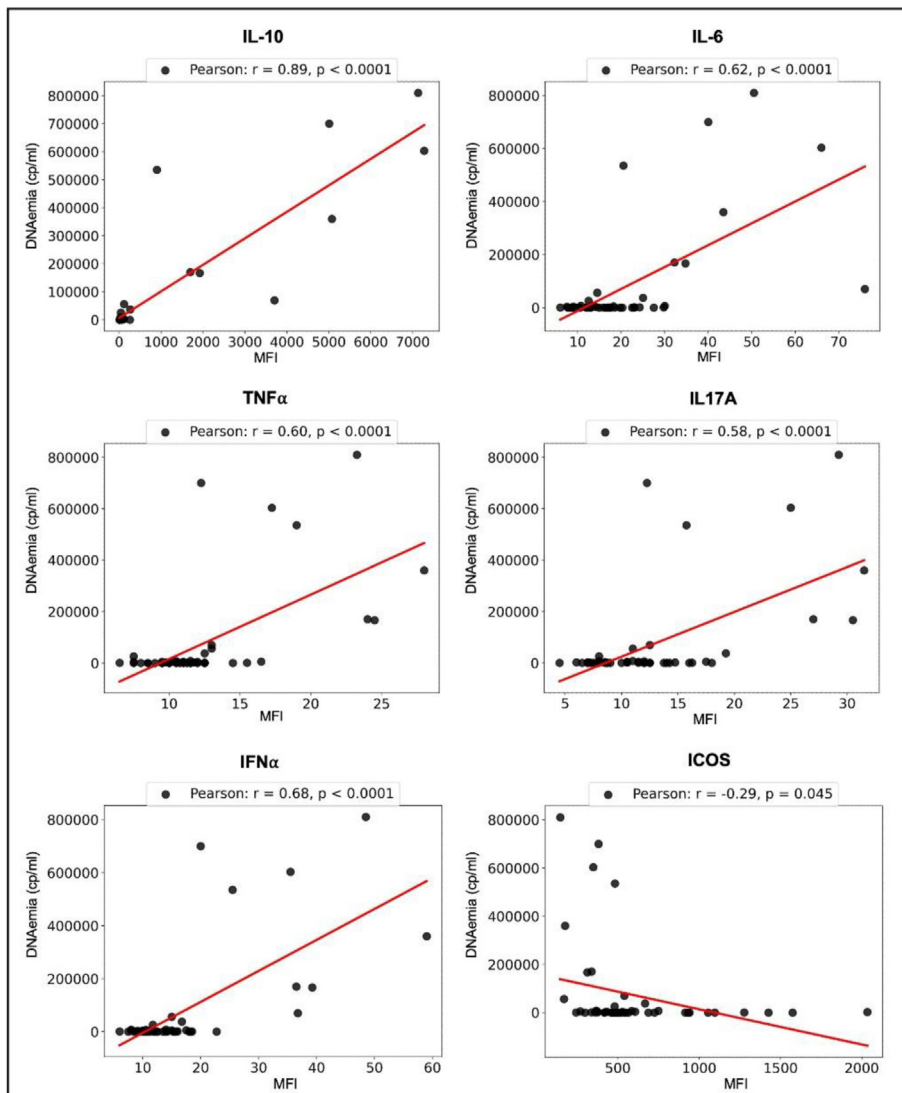 IL-10
Pearson: r = 0.89, p < 0.0001
DNAemia (cp/ml)
800000
700000
600000
500000
400000
300000
200000
100000
0
0 1000 2000 3000 4000 5000 6000 7000
MFI
IL-6
Pearson: r = 0.62, p < 0.0001
DNAemia (cp/ml)
800000
600000
400000
200000
0
10 20 30 40 50 60 70
MFI
TNFα
Pearson: r = 0.60, p < 0.0001
DNAemia (cp/ml)
800000
600000
400000
200000
0
10 15 20 25
MFI
IL17A
Pearson: r = 0.58, p < 0.0001
DNAemia (cp/ml)
800000
600000
400000
200000
0
5 10 15 20 25 30
MFI
IFNα
Pearson: r = 0.68, p < 0.0001
DNAemia (cp/ml)
800000
600000
400000
200000
0
10 20 30 40 50 60
MFI
ICOS
Pearson: r = -0.29, p = 0.045
DNAemia (cp/ml)
800000
600000
400000
200000
0
500 1000 1500 2000
MFI